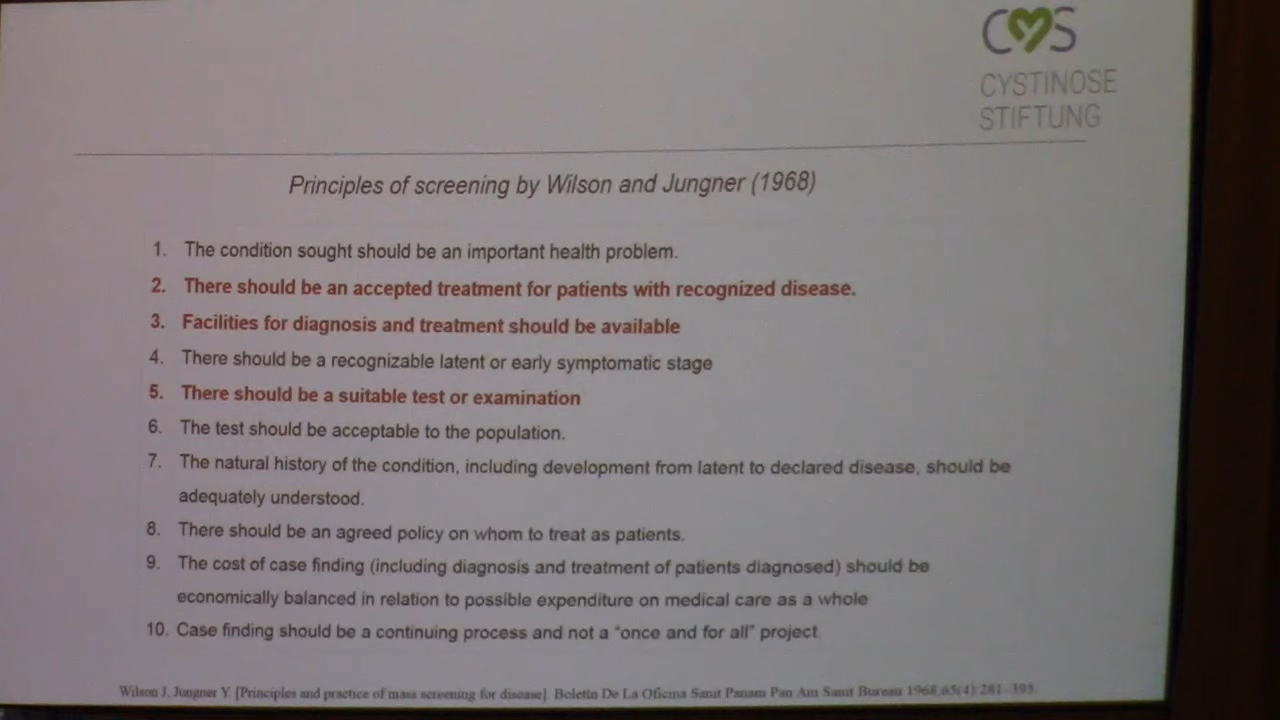 CYSTINOSE
STIFTUNG
Principles of screening by Wilson and Jungner (1968)
1. The condition sought should be an important health problem.
2. There should be an accepted treatment for patients with recognized disease.
3. Facilities for diagnosis and treatment should be available
4. There should be a recognizable latent or early symptomatic stage
5. There should be a suitable test or examination
6. The test should be acceptable to the population.
7. The natural history of the condition, including development from latent to declared disease, should be
adequately understood.
8. There should be an agreed policy on whom to treat as patients.
9. The cost of case finding (including diagnosis and treatment of patients diagnosed) should be
economically balanced in relation to possible expenditure on medical care as a whole
10. Case finding should be a continuing process and not a "once and for all" project
Wilson J, Jungner Y. [Principles and practice of mass screening for disease]. Boletin De La Oficina Sanit Panam Pan Am Sanit Bureau 1968;65(4):281–393.